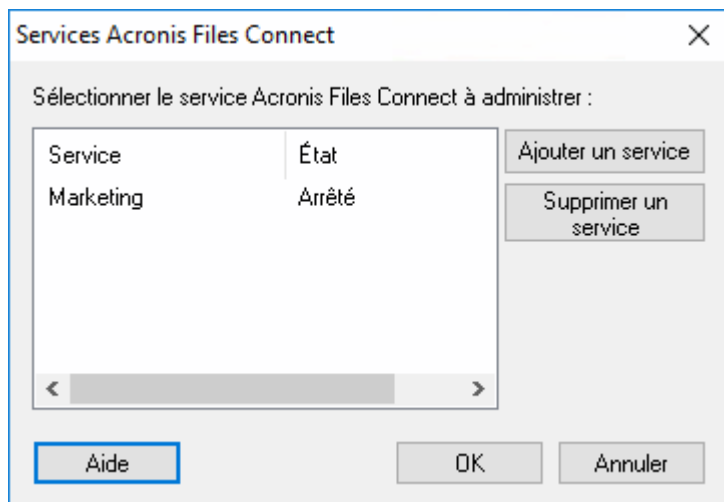 Services Acronis Files Connect
Sélectionner le service Acronis Files Connect à administrer :
Service État
Marketing Arrêté
Ajouter un service
Supprimer un
service
Aide OK Annuler